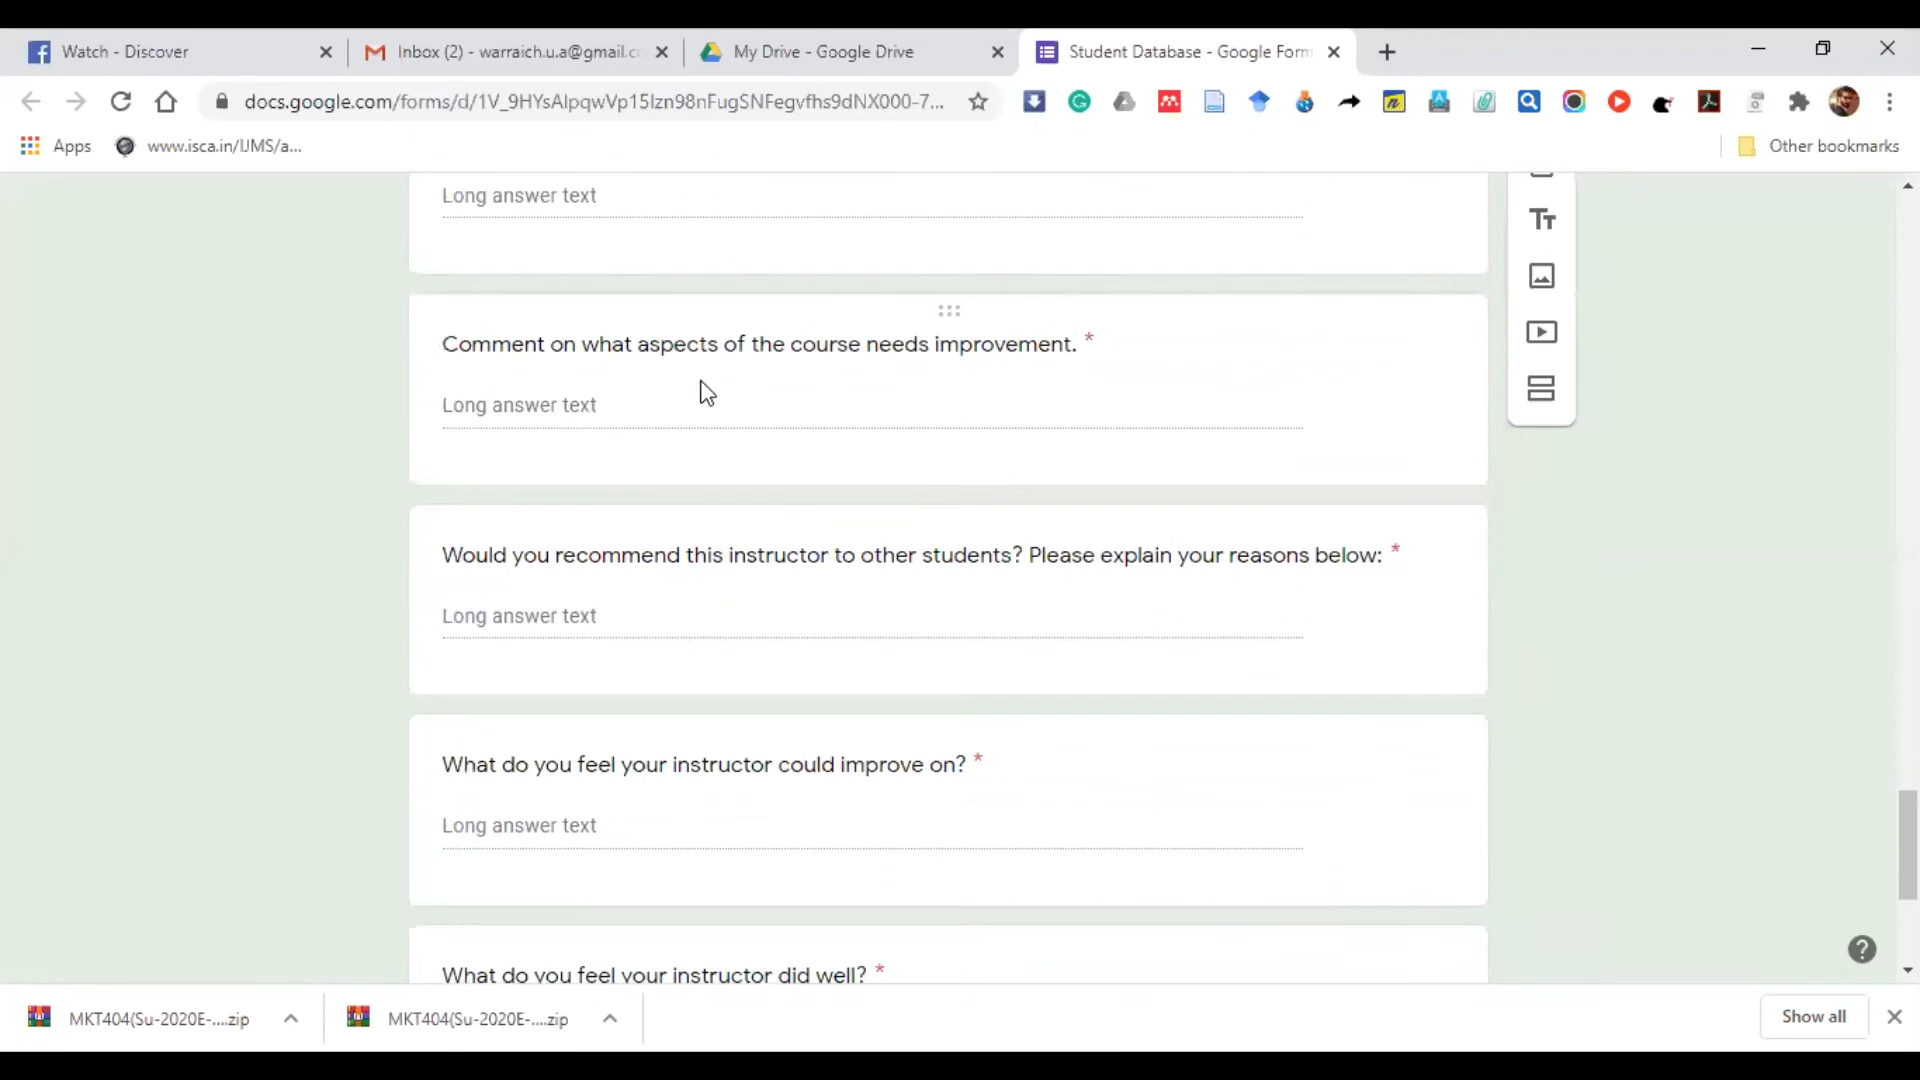 Watch - Discover
Inbox (2) - warraich.u.a@gmail.c
My Drive - Google Drive
Student Database - Google Form
docs.google.com/forms/d/1V_9HYsAlpqwVp15Izn98nFugSNFegvfhs9dNX000-7...
Apps
www.isca.in/IJMS/a...
Other bookmarks
Long answer text
Comment on what aspects of the course needs improvement. *
Long answer text
Would you recommend this instructor to other students? Please explain your reasons below: *
Long answer text
What do you feel your instructor could improve on? *
Long answer text
What do you feel your instructor did well? *
MKT404(Su-2020E-....zip
MKT404(Su-2020E-....zip
Show all